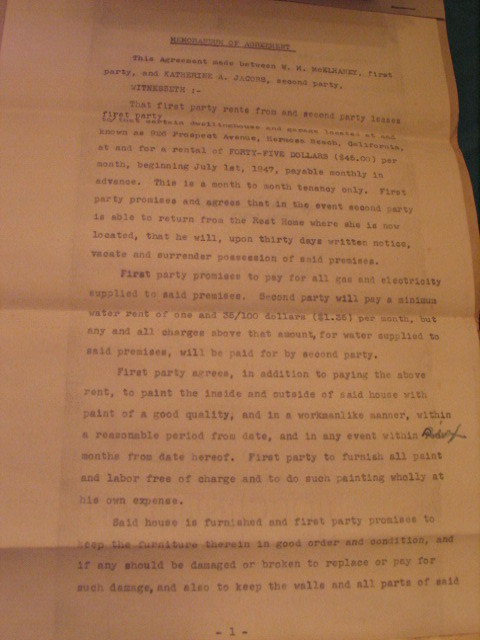 MEMORANDUM OF AGREEMENT
This Agreement made between W. H. McELHANEY, first
party, and KATHERINE A. JACOBS, second party,
WITNESSETH :-
That first party rents from and second party leases
first party
that certain dwellinghouse and garage located at and
known as 908 Prospect Avenue, Hermosa Beach, California,
at and for a rental of FORTY-FIVE DOLLARS ($45.00) per
month, beginning July 1st, 1947, payable monthly in
advance. This is a month to month tenancy only. First
party promises and agrees that in the event second party
is able to return from the Rest Home where she is now
located, that he will, upon thirty days written notice,
vacate and surrender possession of said premises.
First party promises to pay for all gas and electricity
supplied to said premises. Second party will pay a minimum
water rent of one and 35/100 dollars ($1.35) per month, but
any and all charges above that amount, for water supplied to
said premises, will be paid for by second party.
First party agrees, in addition to paying the above
rent, to paint the inside and outside of said house with
paint of a good quality, and in a workmanlike manner, within
a reasonable period from date, and in any event within
months from date hereof. First party to furnish all paint
and labor free of charge and to do such painting wholly at
his own expense.
Said house is furnished and first party promises to
keep the furniture therein in good order and condition, and
if any should be damaged or broken to replace or pay for
such damage, and also to keep the walls and all parts of said
- 1 -